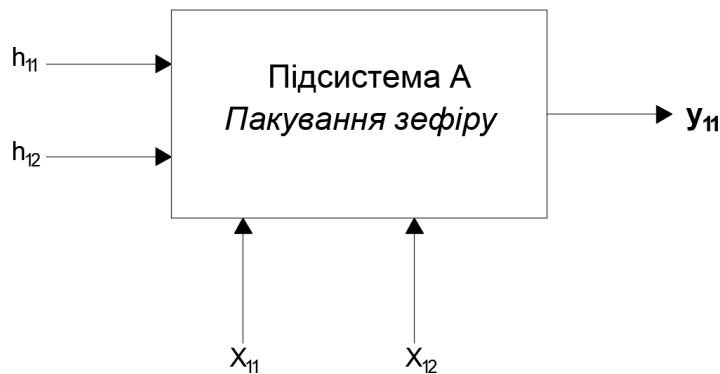 h₁₁
Підсистема А
Пакування зефіру
y₁₁
h₁₂
X₁₁
X₁₂